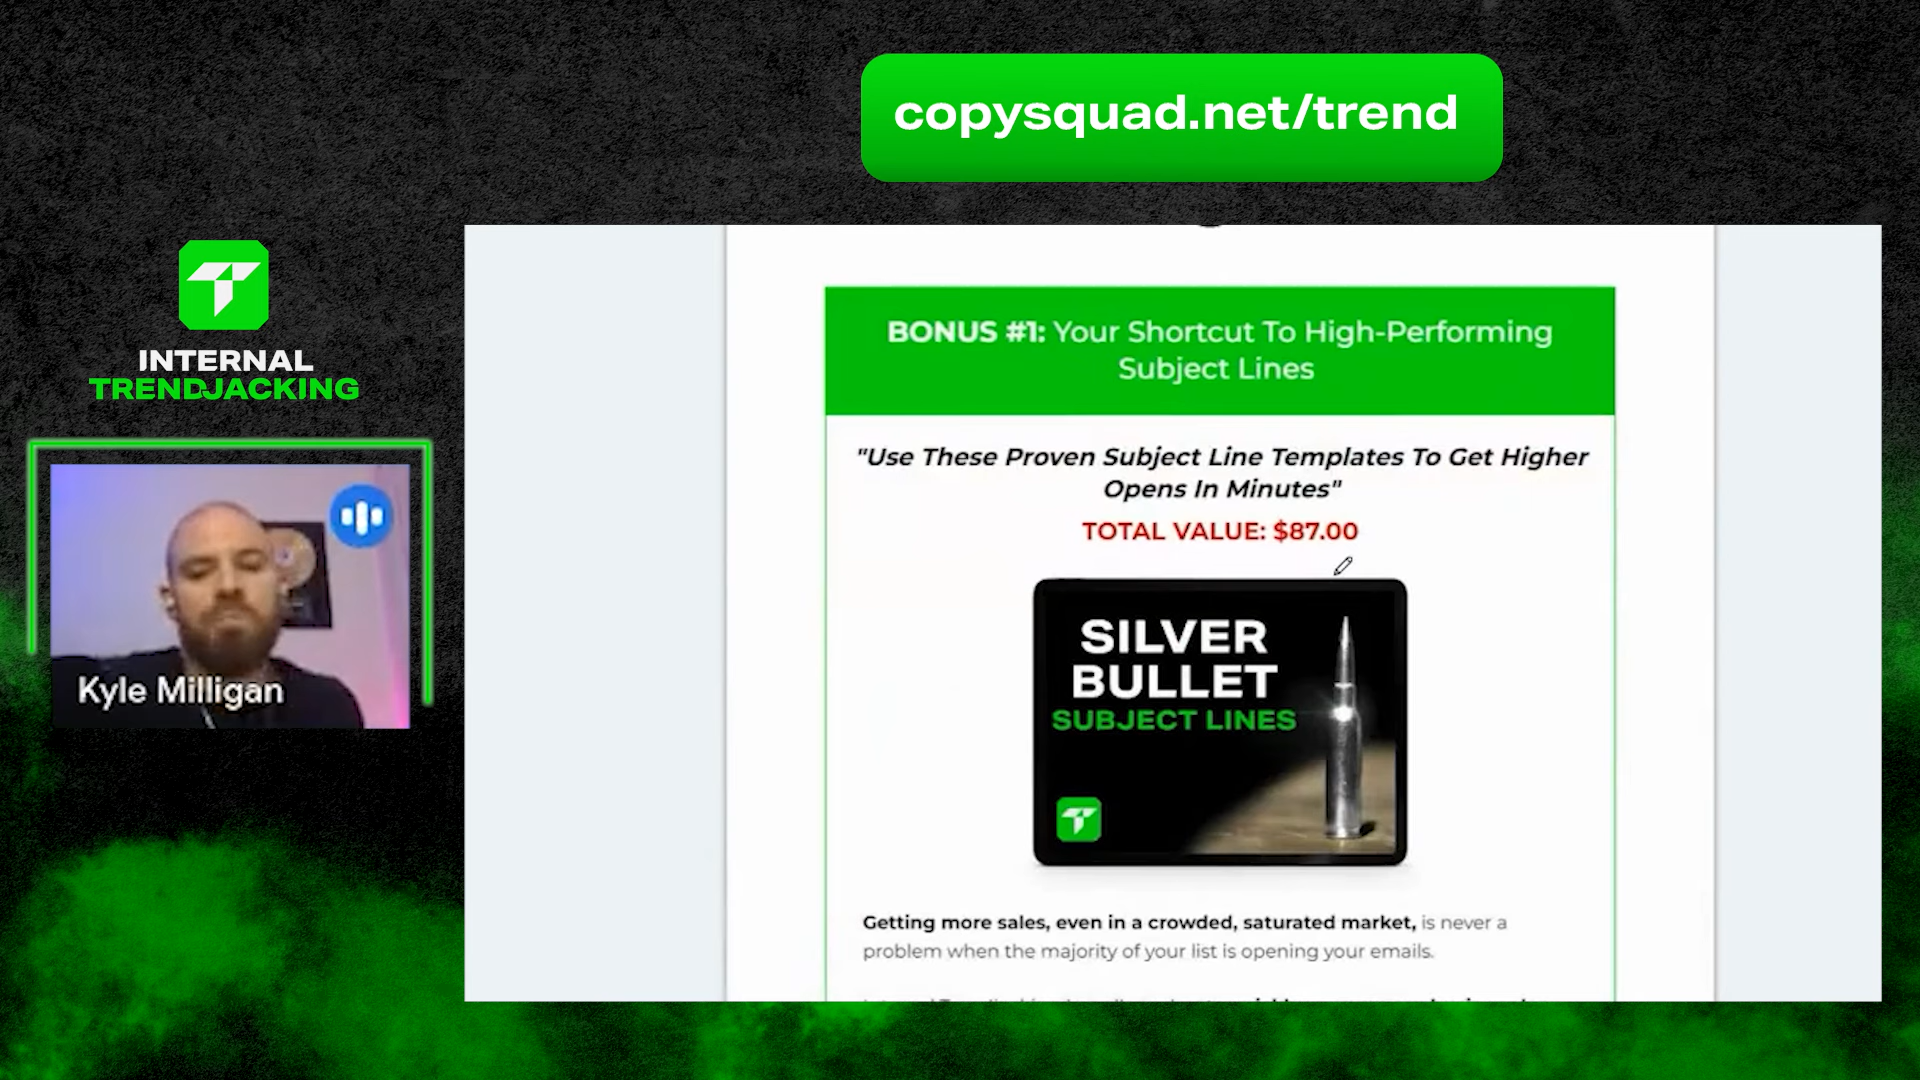 copysquad.net/trend
INTERNAL
TRENDJACKING
Kyle Milligan
BONUS #1: Your Shortcut To High-Performing
Subject Lines
"Use These Proven Subject Line Templates To Get Higher
Opens In Minutes"
TOTAL VALUE: $87.00
SILVER
BULLET
SUBJECT LINES
Getting more sales, even in a crowded, saturated market, is never a
problem when the majority of your list is opening your emails.